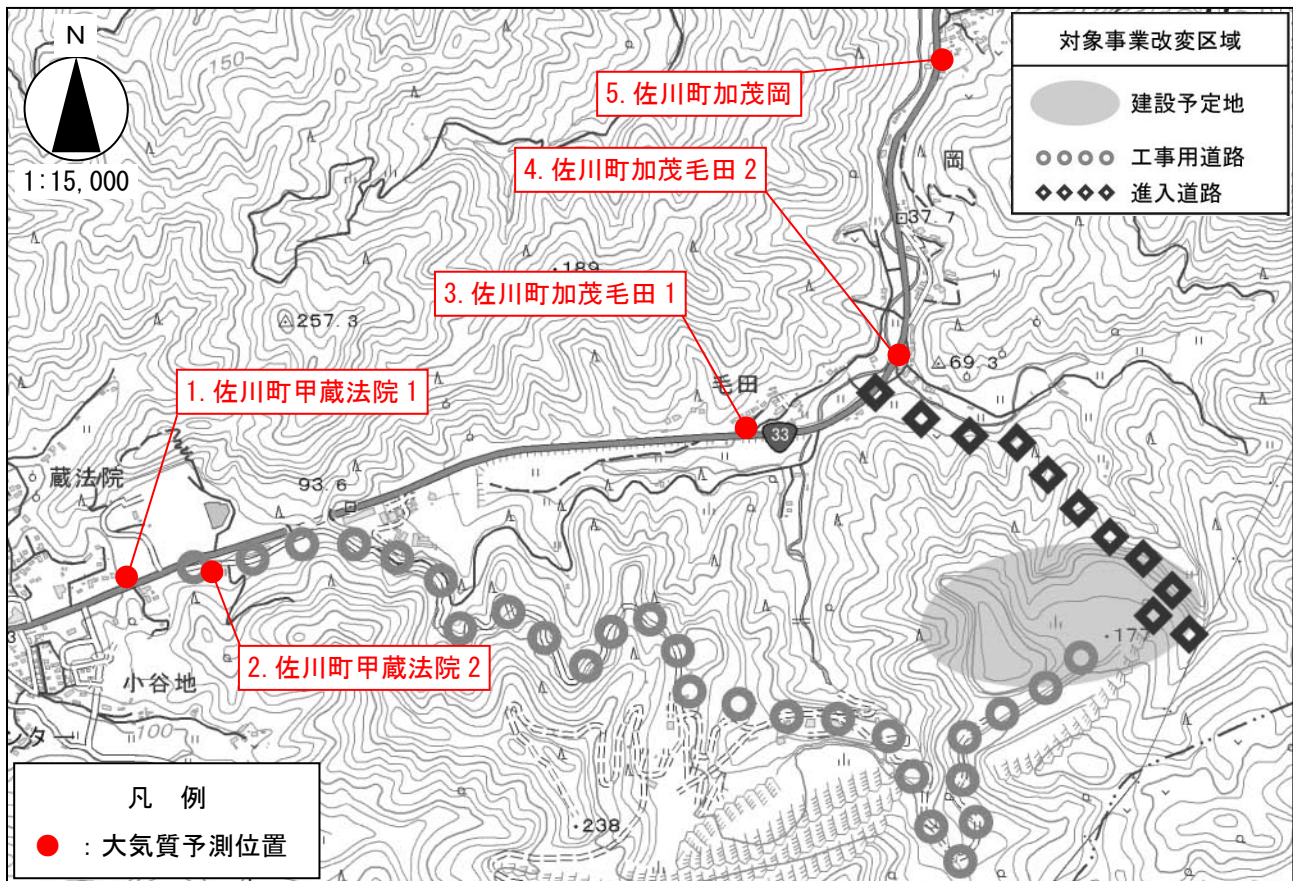 N
1:15,000
対象事業改変区域
建設予定地
工事用道路
進入道路
150
5. 佐川町加茂岡
4. 佐川町加茂毛田 2
岡
37.7
189
3. 佐川町加茂毛田 1
257.3
69.3
1. 佐川町甲蔵法院 1
毛田
33
蔵法院
93.6
2. 佐川町甲蔵法院 2
小谷地
100
ンター
238
凡 例
● : 大気質予測位置